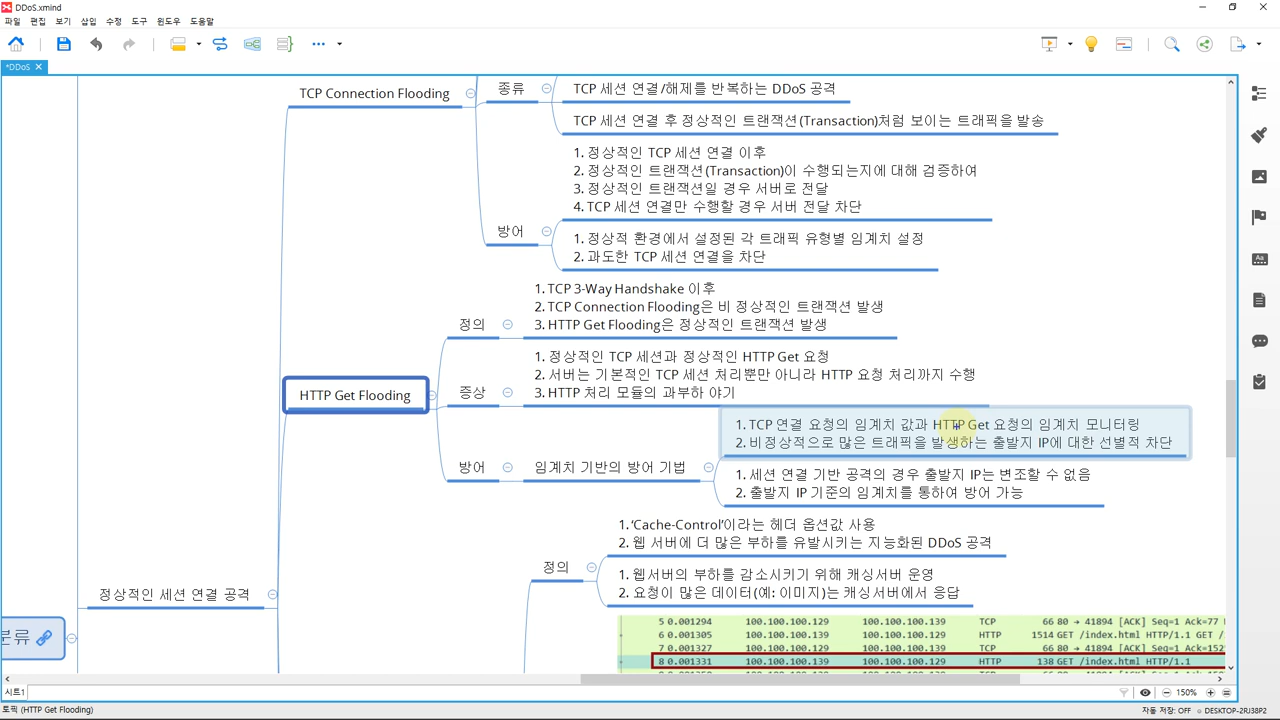 DDoS.xmind
파일 편집 보기 삽입 수정 도구 윈도우 도움말
*DDoS
TCP Connection Flooding
종류
TCP 세션 연결/해제를 반복하는 DDoS 공격
TCP 세션 연결 후 정상적인 트랜잭션(Transaction)처럼 보이는 트래픽을 발송
방어
1. 정상적인 TCP 세션 연결 이후
2. 정상적인 트랜잭션(Transaction)이 수행되는지에 대해 검증하여
3. 정상적인 트랜잭션일 경우 서버로 전달
4. TCP 세션 연결만 수행할 경우 서버 전달 차단
1. 정상적 환경에서 설정된 각 트래픽 유형별 임계치 설정
2. 과도한 TCP 세션 연결을 차단
HTTP Get Flooding
정의
1. TCP 3-Way Handshake 이후
2. TCP Connection Flooding은 비 정상적인 트랜잭션 발생
3. HTTP Get Flooding은 정상적인 트랜잭션 발생
증상
1. 정상적인 TCP 세션과 정상적인 HTTP Get 요청
2. 서버는 기본적인 TCP 세션 처리뿐만 아니라 HTTP 요청 처리까지 수행
3. HTTP 처리 모듈의 과부하 야기
방어
임계치 기반의 방어 기법
1. TCP 연결 요청의 임계치 값과 HTTP Get 요청의 임계치 모니터링
2. 비정상적으로 많은 트래픽을 발생하는 출발지 IP에 대한 선별적 차단
1. 세션 연결 기반 공격의 경우 출발지 IP는 변조할 수 없음
2. 출발지 IP 기준의 임계치를 통하여 방어 가능
정의
1. 'Cache-Control'이라는 헤더 옵션값 사용
2. 웹 서버에 더 많은 부하를 유발시키는 지능화된 DDoS 공격
1. 웹서버의 부하를 감소시키기 위해 캐싱서버 운영
2. 요청이 많은 데이터(예: 이미지)는 캐싱서버에서 응답
정상적인 세션 연결 공격
분류
5 0.001294 100.100.100.129 100.100.100.139 TCP 66 80 → 41894 [ACK] Seq=1 Ack=77
6 0.001305 100.100.100.139 100.100.100.129 HTTP 1514 GET /index.html HTTP/1.1 GET /
7 0.001327 100.100.100.129 100.100.100.139 TCP 66 80 → 41894 [ACK] Seq=1 Ack=152
8 0.001331 100.100.100.139 100.100.100.129 HTTP 138 GET /index.html HTTP/1.1
시트1
150%
토픽 (HTTP Get Flooding)
자동 저장: OFF
DESKTOP-2RJ38P2